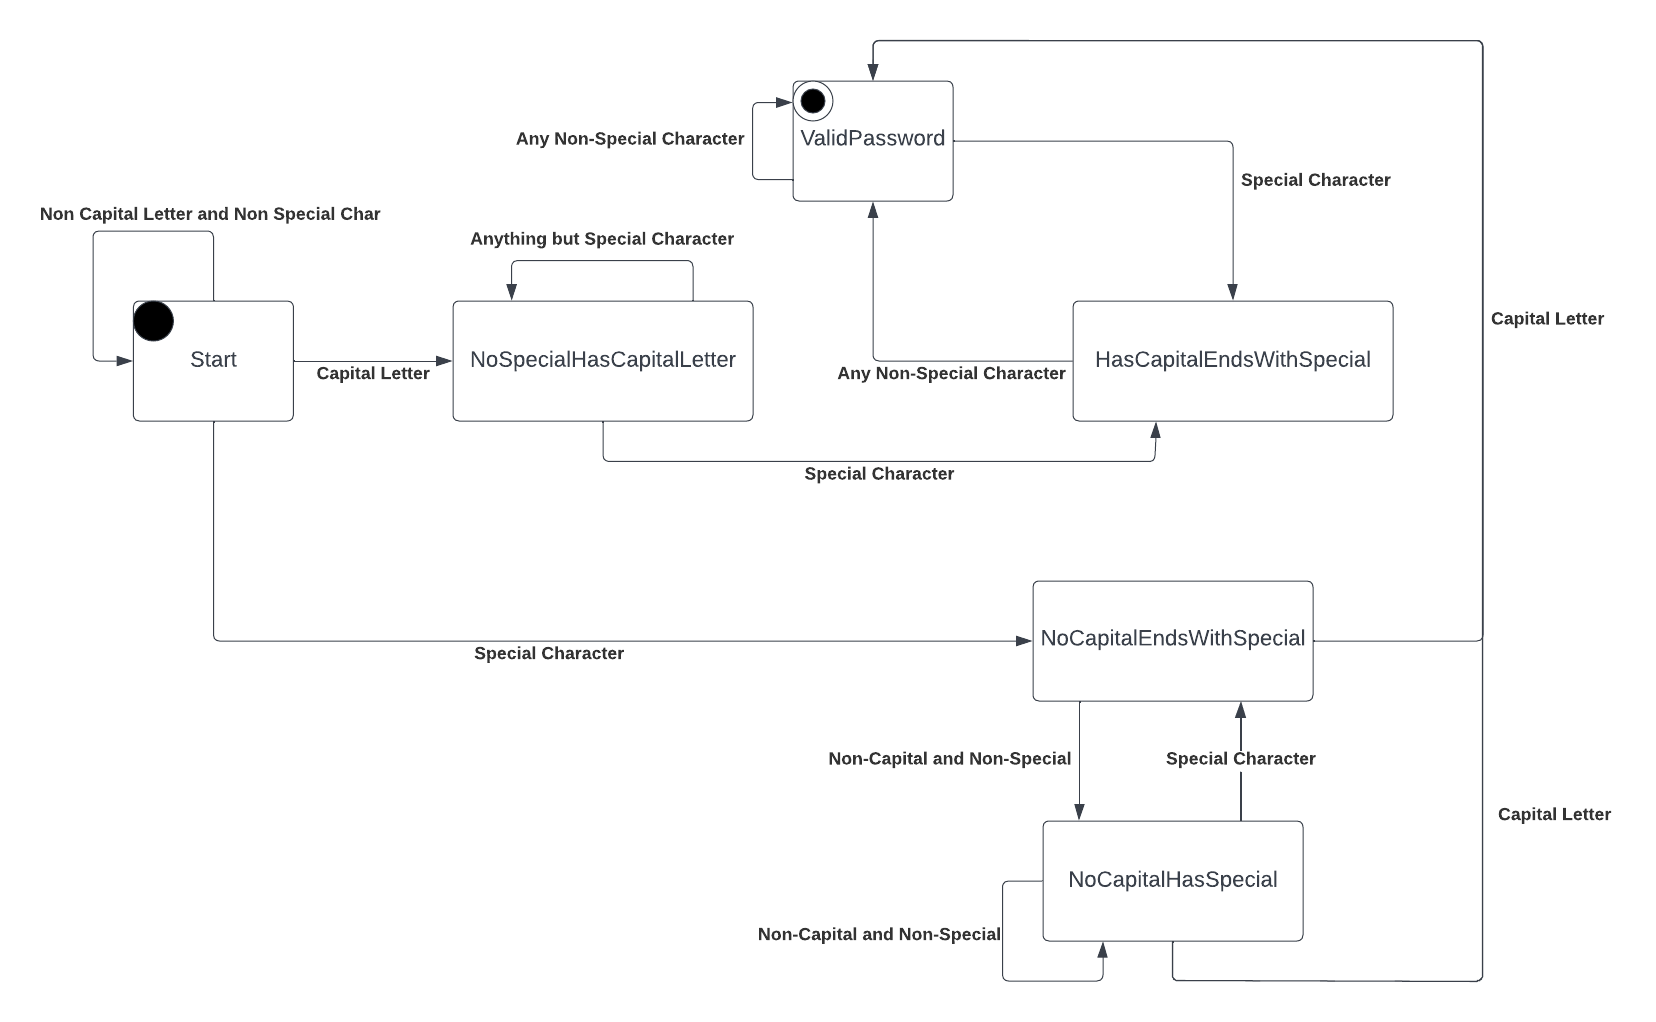 Any Non-Special Character
ValidPassword
Special Character
Non Capital Letter and Non Special Char
Anything but Special Character
Capital Letter
Start
Capital Letter
NoSpecialHasCapitalLetter
Any Non-Special Character
HasCapitalEndsWithSpecial
Special Character
NoCapitalEndsWithSpecial
Special Character
Non-Capital and Non-Special
Special Character
Capital Letter
NoCapitalHasSpecial
Non-Capital and Non-Special